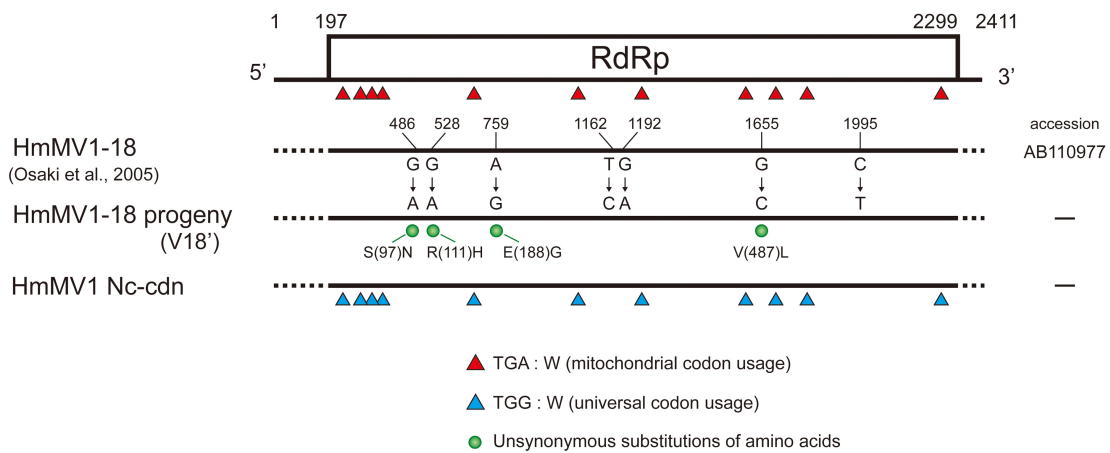 1 197 2299 2411
RdRp
5’ 3’
486 528 759 1162 1192 1655 1995 accession
HmMV1-18 AB110977
(Osaki et al., 2005)
G G A T G G C
A A G C A C T
HmMV1-18 progeny —
(V18’)
S(97)N R(111)H E(188)G V(487)L
HmMV1 Nc-cdn —
TGA : W (mitochondrial codon usage)
TGG : W (universal codon usage)
Unsynonymous substitutions of amino acids